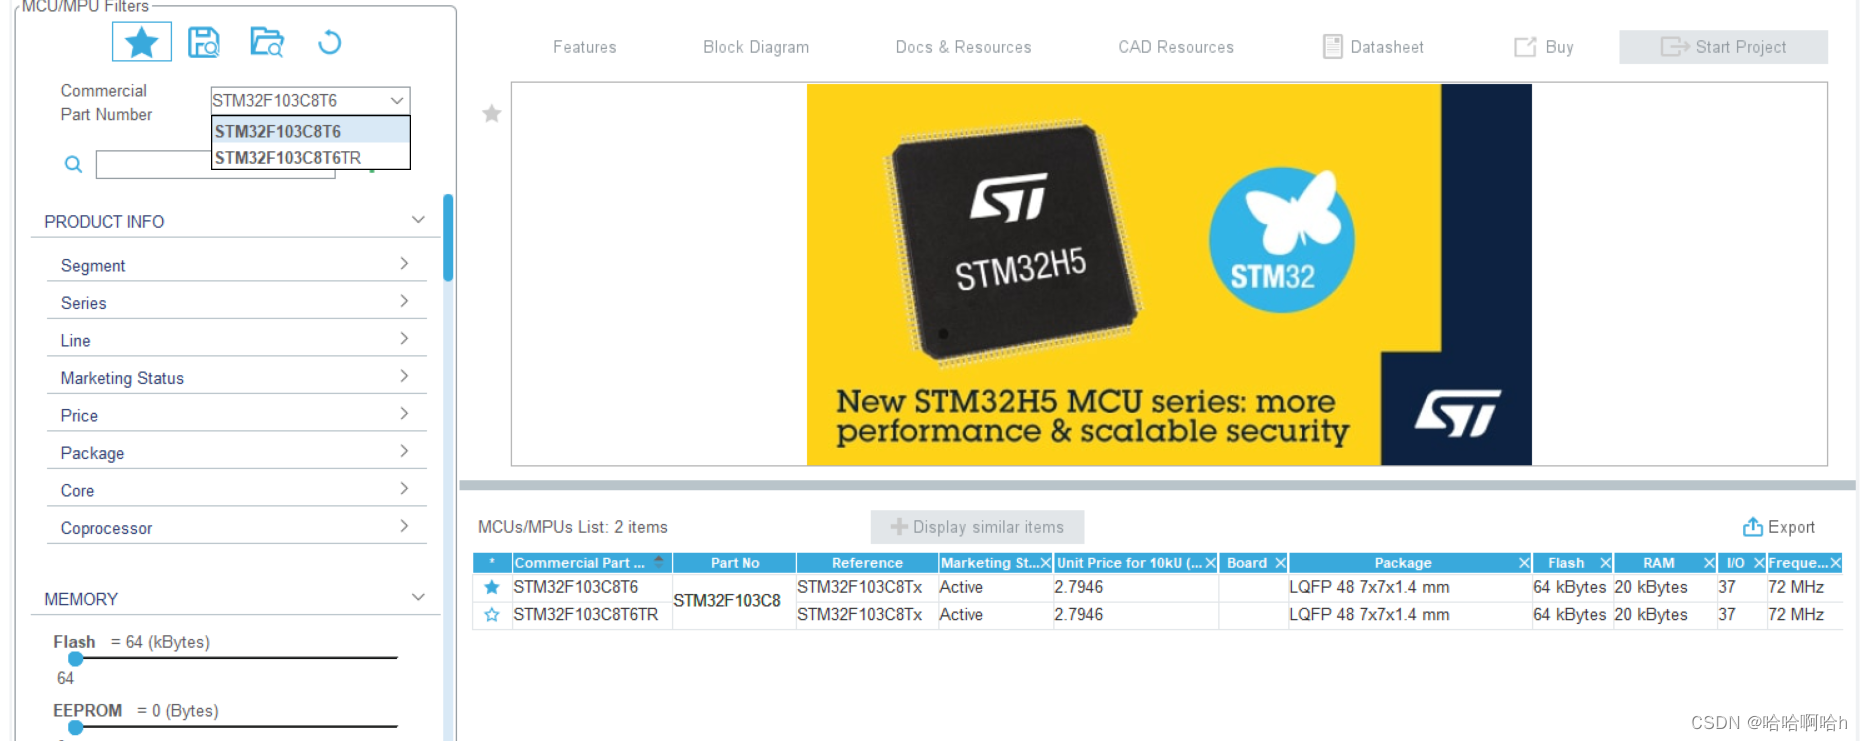 MCU/MPU Filters
Features
Block Diagram
Docs & Resources
CAD Resources
Datasheet
Buy
Start Project
Commercial
Part Number
STM32F103C8T6
STM32F103C8T6
STM32F103C8T6TR
PRODUCT INFO
Segment
Series
Line
Marketing Status
Price
Package
Core
Coprocessor
MEMORY
Flash = 64 (kBytes)
64
EEPROM = 0 (Bytes)
ST
STM32H5
STM32
New STM32H5 MCU series: more
performance & scalable security
ST
MCUs/MPUs List: 2 items
Display similar items
Export
* Commercial Part ... Part No Reference Marketing St... Unit Price for 10kU (... Board Package Flash RAM I/O Freque...
STM32F103C8T6 STM32F103C8 STM32F103C8Tx Active 2.7946 LQFP 48 7x7x1.4 mm 64 kBytes 20 kBytes 37 72 MHz
STM32F103C8T6TR STM32F103C8Tx Active 2.7946 LQFP 48 7x7x1.4 mm 64 kBytes 20 kBytes 37 72 MHz
CSDN @哈哈啊哈h